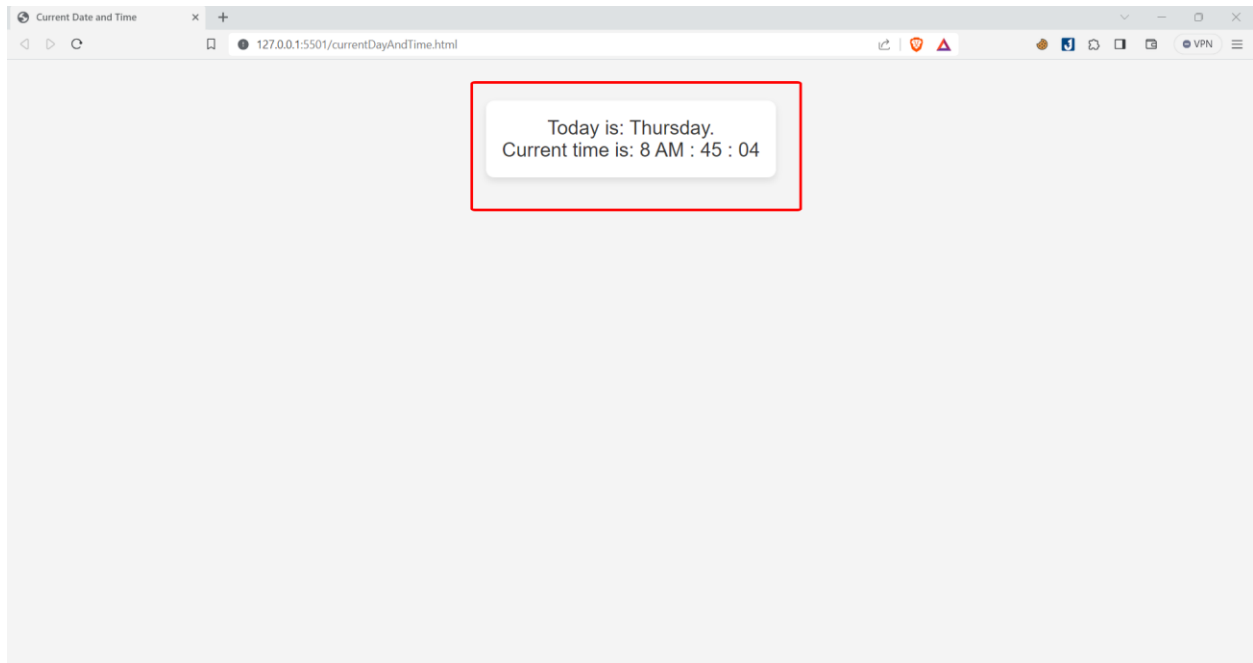 Current Date and Time
127.0.0.1:5501/currentDayAndTime.html
VPN
Today is: Thursday.
Current time is: 8 AM : 45 : 04